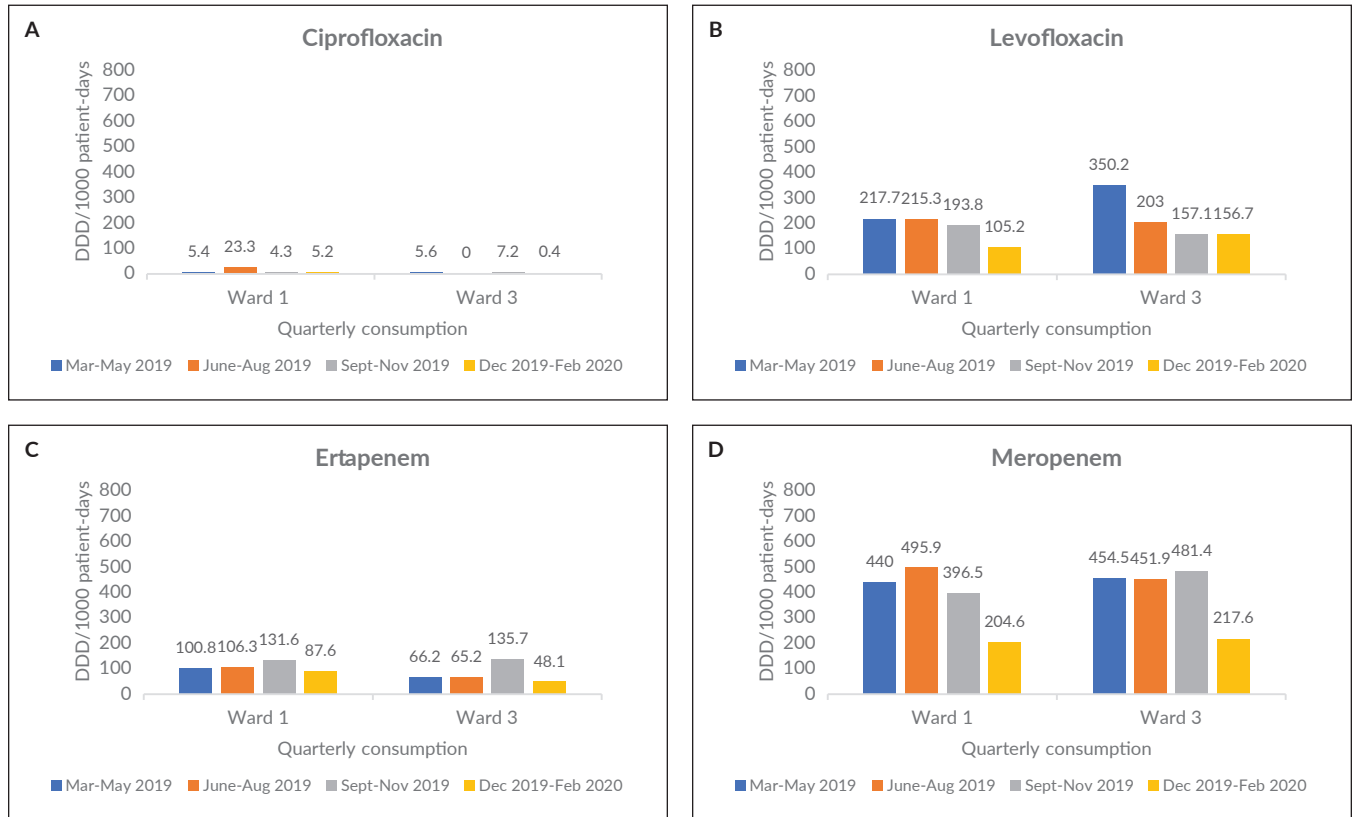 A
Ciprofloxacin
DDD/1000 patient-days
800
700
600
500
400
300
200
100
0
5.4 23.3 4.3 5.2 5.6 0 7.2 0.4
Ward 1 Ward 3
Quarterly consumption
Mar-May 2019 June-Aug 2019 Sept-Nov 2019 Dec 2019-Feb 2020
B
Levofloxacin
DDD/1000 patient-days
800
700
600
500
400
300
200
100
0
217.7 215.3 193.8 105.2 350.2 203 157.1 156.7
Ward 1 Ward 3
Quarterly consumption
Mar-May 2019 June-Aug 2019 Sept-Nov 2019 Dec 2019-Feb 2020
C
Ertapenem
DDD/1000 patient-days
800
700
600
500
400
300
200
100
0
100.8 106.3 131.6 87.6 66.2 65.2 135.7 48.1
Ward 1 Ward 3
Quarterly consumption
Mar-May 2019 June-Aug 2019 Sept-Nov 2019 Dec 2019-Feb 2020
D
Meropenem
DDD/1000 patient-days
800
700
600
500
400
300
200
100
0
440 495.9 396.5 204.6 454.5 451.9 481.4 217.6
Ward 1 Ward 3
Quarterly consumption
Mar-May 2019 June-Aug 2019 Sept-Nov 2019 Dec 2019-Feb 2020